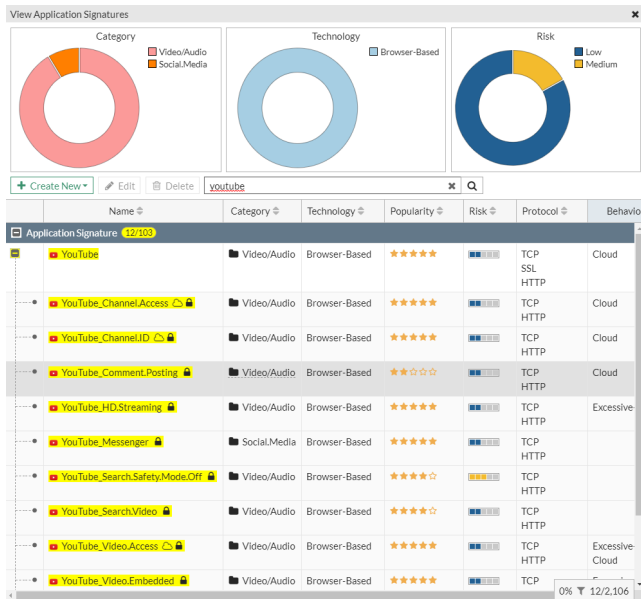 View Application Signatures
Category
Video/Audio
Social.Media
Technology
Browser-Based
Risk
Low
Medium
Create New
Edit
Delete
youtube
Name Category Technology Popularity Risk Protocol Behavio
Application Signature 12/103
YouTube Video/Audio Browser-Based TCP Cloud
SSL
HTTP
YouTube_Channel.Access Video/Audio Browser-Based TCP Cloud
HTTP
YouTube_Channel.ID Video/Audio Browser-Based TCP Cloud
HTTP
YouTube_Comment.Posting Video/Audio Browser-Based TCP Cloud
HTTP
YouTube_HD.Streaming Video/Audio Browser-Based TCP Excessive-
HTTP
YouTube_Messenger Social.Media Browser-Based TCP
HTTP
YouTube_Search.Safety.Mode.Off Video/Audio Browser-Based TCP
HTTP
YouTube_Search.Video Video/Audio Browser-Based TCP
HTTP
YouTube_Video.Access Video/Audio Browser-Based TCP Excessive-
HTTP Cloud
YouTube_Video.Embedded Video/Audio Browser-Based TCP
0% 12/2,106